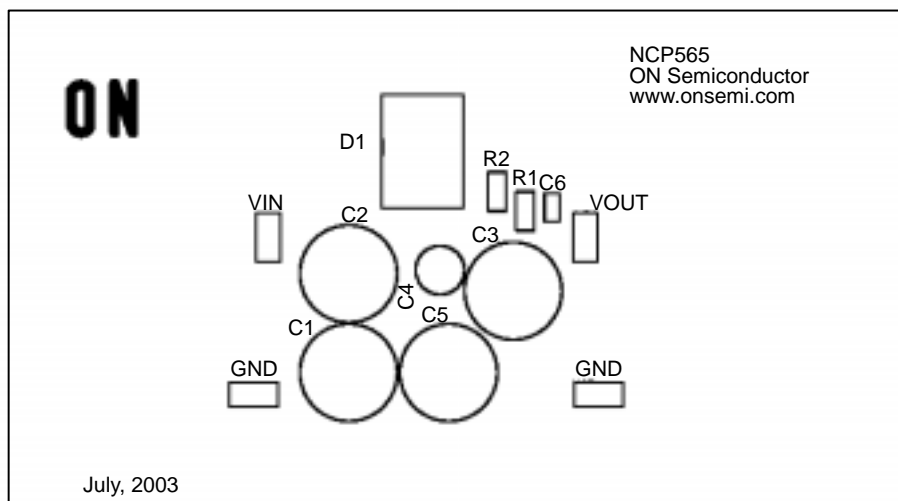 NCP565
ON Semiconductor
www.onsemi.com
ON
D1
R2
R1
C6
VIN
VOUT
C2
C3
C4
C5
C1
GND
GND
July, 2003